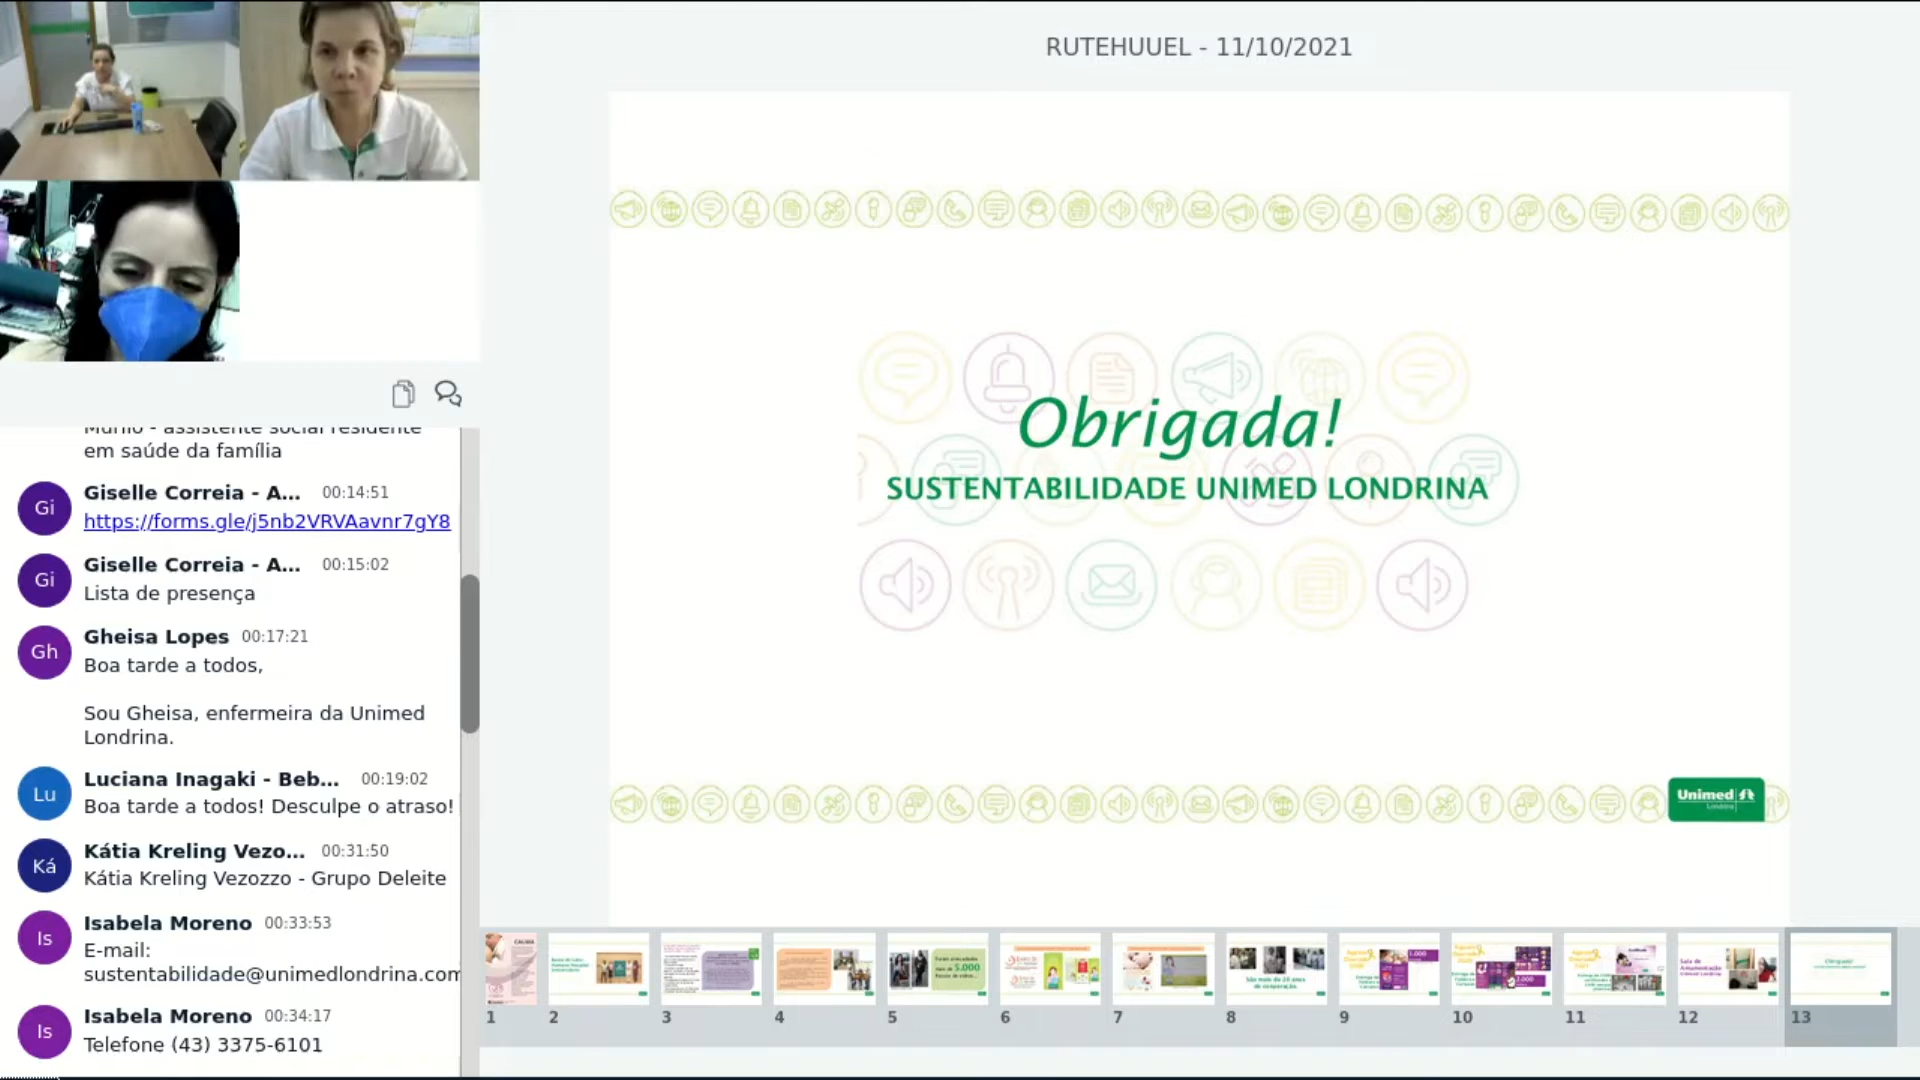 RUTEHUUEL - 11/10/2021
Murilo - assistente social residente
em saúde da família
Gi
Giselle Correia - A... 00:14:51
https://forms.gle/j5nb2VRVAavnr7gY8
Gi
Giselle Correia - A... 00:15:02
Lista de presença
Gh
Gheisa Lopes 00:17:21
Boa tarde a todos,
Sou Gheisa, enfermeira da Unimed
Londrina.
Lu
Luciana Inagaki - Beb... 00:19:02
Boa tarde a todos! Desculpe o atraso!
Ká
Kátia Kreling Vezo... 00:31:50
Kátia Kreling Vezozzo - Grupo Deleite
Is
Isabela Moreno 00:33:53
E-mail:
sustentabilidade@unimedlondrina.com
Is
Isabela Moreno 00:34:17
Telefone (43) 3375-6101
Obrigada!
SUSTENTABILIDADE UNIMED LONDRINA
Unimed
Londrina
1 2 3 4 5 6 7 8 9 10 11 12 13